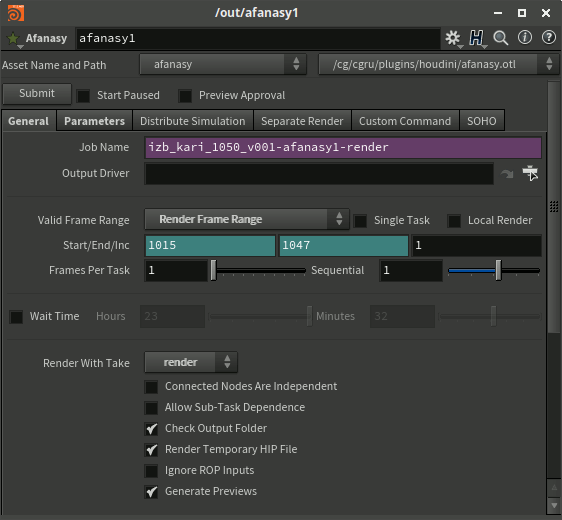 /out/afanasy1
Afanasy afanasy1
Asset Name and Path afanasy /cg/cgru/plugins/houdini/afanasy.otl
Submit Start Paused Preview Approval
General Parameters Distribute Simulation Separate Render Custom Command SOHO
Job Name izb_kari_1050_v001-afanasy1-render
Output Driver
Valid Frame Range Render Frame Range Single Task Local Render
Start/End/Inc 1015 1047 1
Frames Per Task 1 Sequential 1
Wait Time Hours 23 Minutes 32
Render With Take render
Connected Nodes Are Independent
Allow Sub-Task Dependence
Check Output Folder
Render Temporary HIP File
Ignore ROP Inputs
Generate Previews